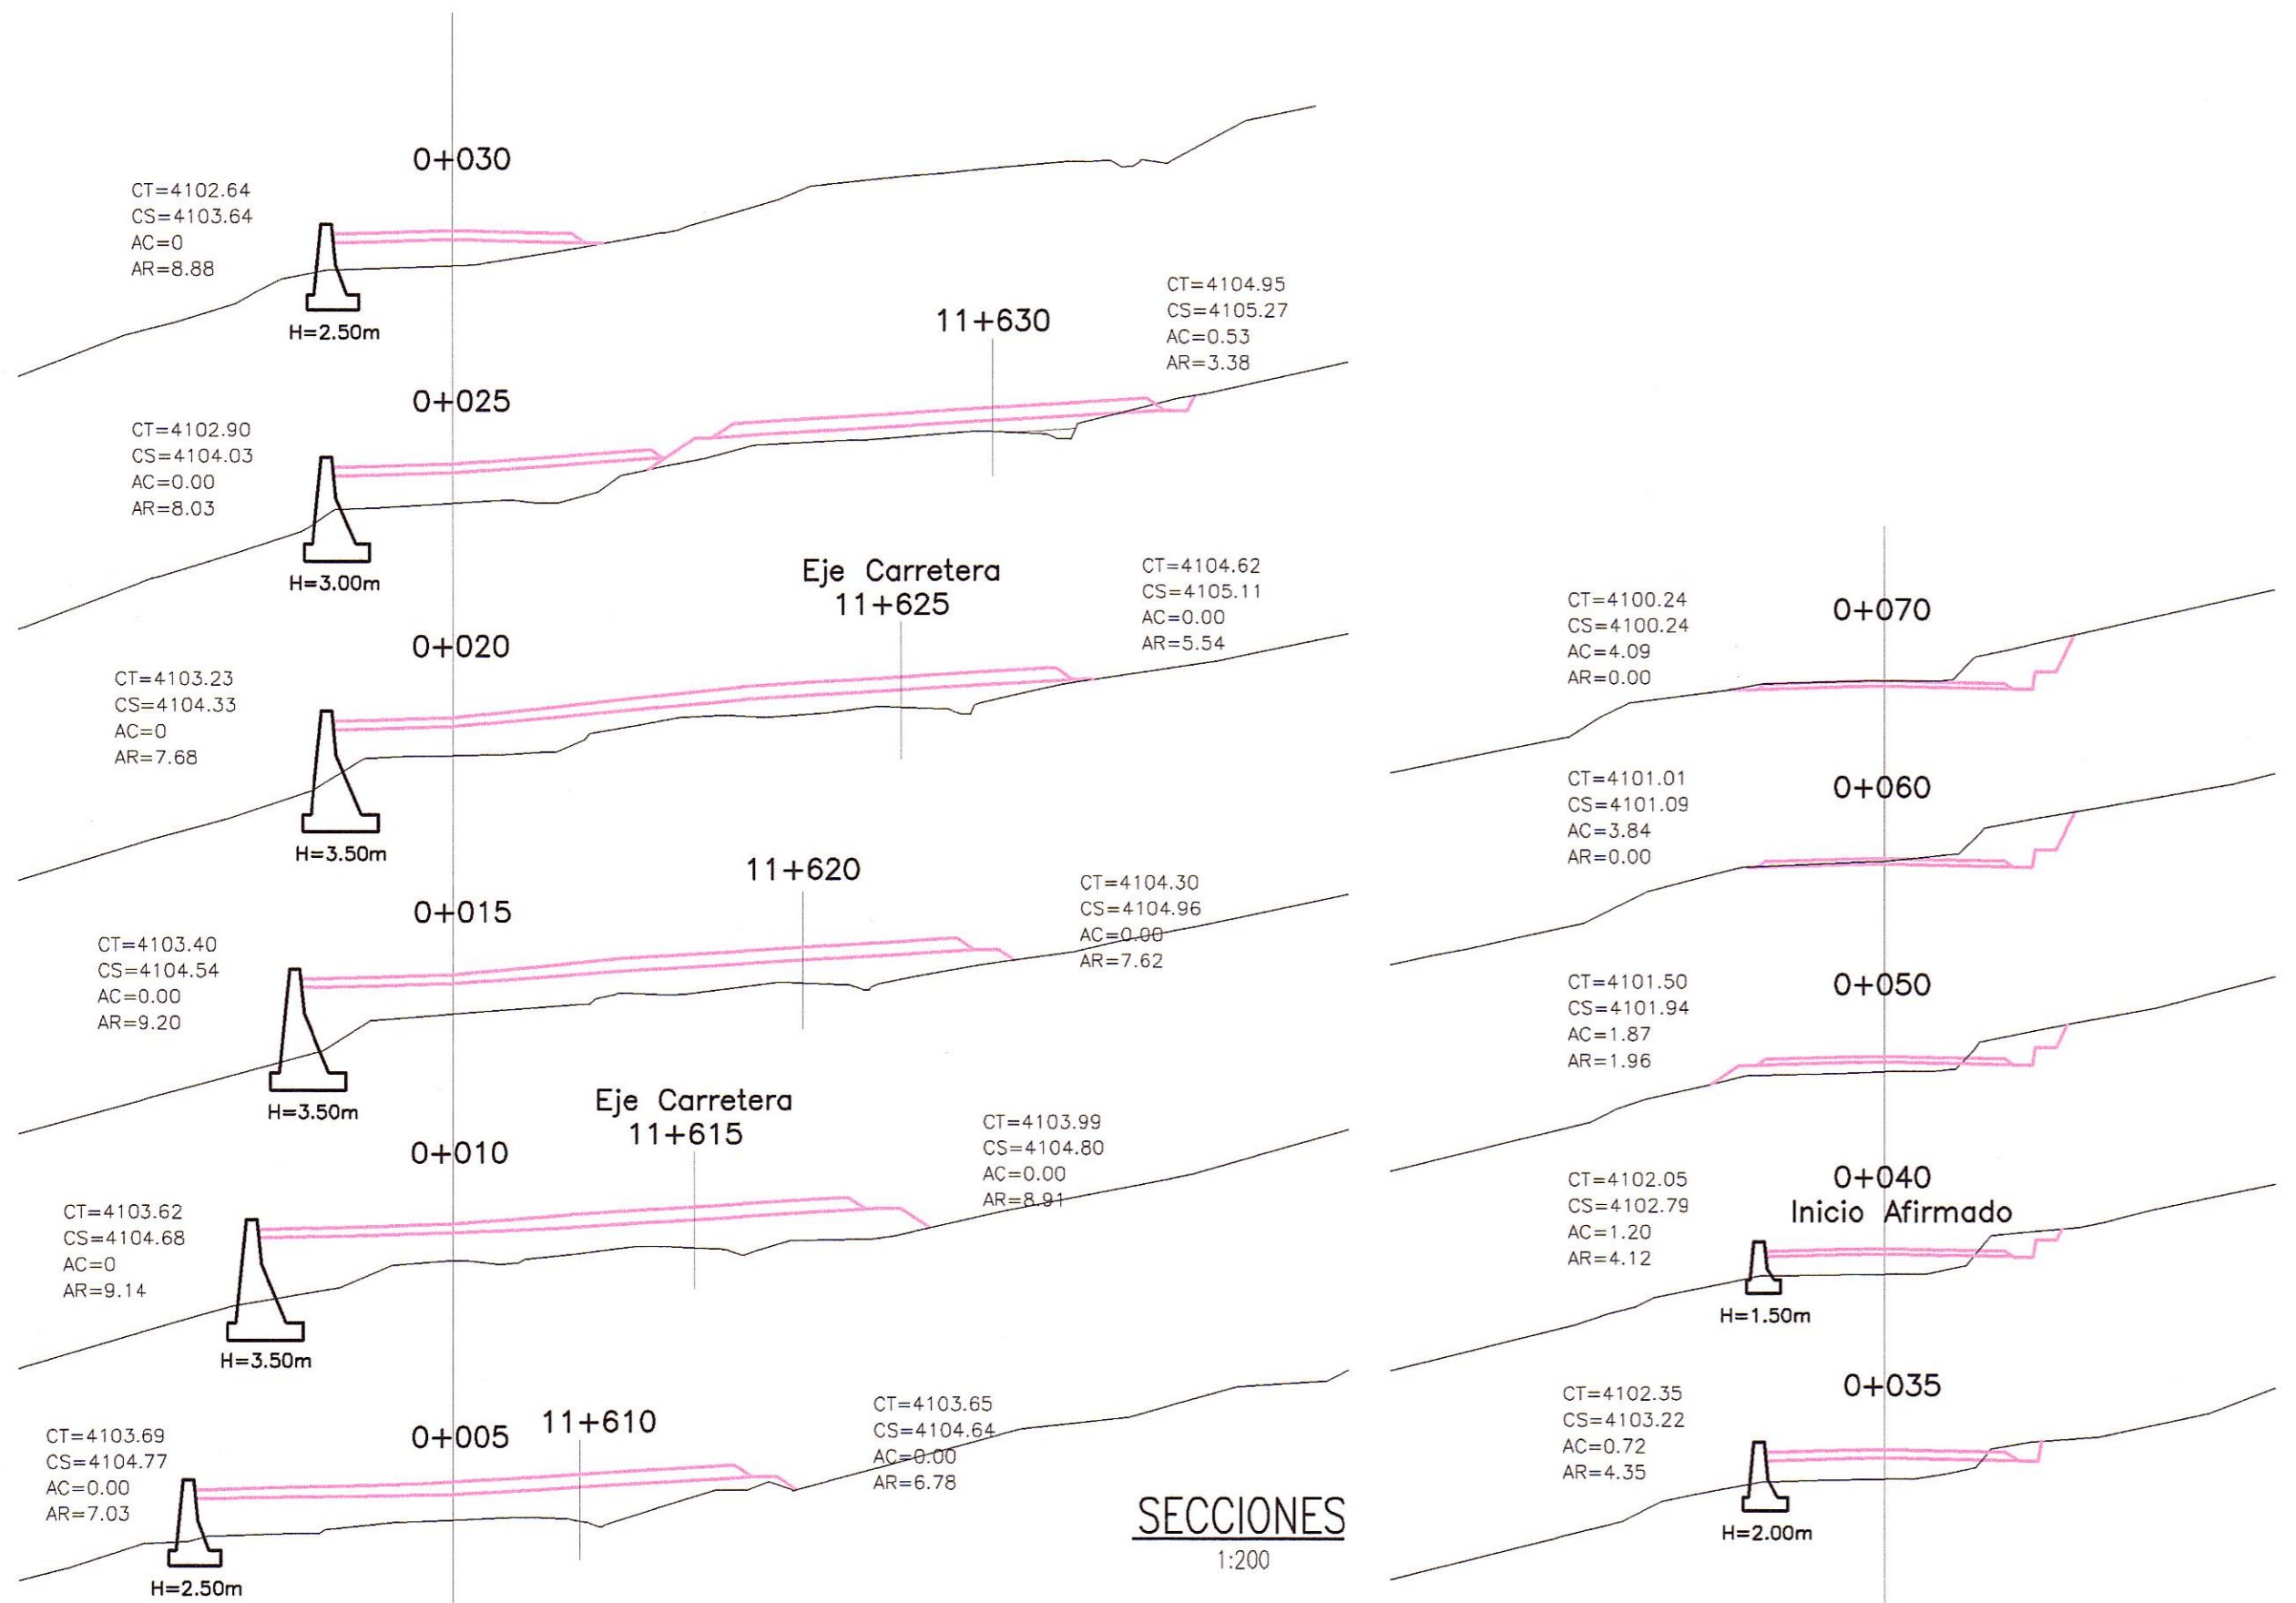 0+030
CT=4102.64
CS=4103.64
AC=0
AR=8.88
H=2.50m
CT=4104.95
CS=4105.27
AC=0.53
AR=3.38
11+630
0+025
CT=4102.90
CS=4104.03
AC=0.00
AR=8.03
H=3.00m
Eje Carretera
11+625
CT=4104.62
CS=4105.11
AC=0.00
AR=5.54
0+020
CT=4103.23
CS=4104.33
AC=0
AR=7.68
H=3.50m
11+620
CT=4104.30
CS=4104.96
AC=0.00
AR=7.62
0+015
CT=4103.40
CS=4104.54
AC=0.00
AR=9.20
H=3.50m
Eje Carretera
11+615
CT=4103.99
CS=4104.80
AC=0.00
AR=8.91
0+010
CT=4103.62
CS=4104.68
AC=0
AR=9.14
H=3.50m
11+610
CT=4103.65
CS=4104.64
AC=0.00
AR=6.78
0+005
CT=4103.69
CS=4104.77
AC=0.00
AR=7.03
H=2.50m
SECCIONES
1:200
0+070
CT=4100.24
CS=4100.24
AC=4.09
AR=0.00
0+060
CT=4101.01
CS=4101.09
AC=3.84
AR=0.00
0+050
CT=4101.50
CS=4101.94
AC=1.87
AR=1.96
0+040
Inicio Afirmado
CT=4102.05
CS=4102.79
AC=1.20
AR=4.12
H=1.50m
0+035
CT=4102.35
CS=4103.22
AC=0.72
AR=4.35
H=2.00m